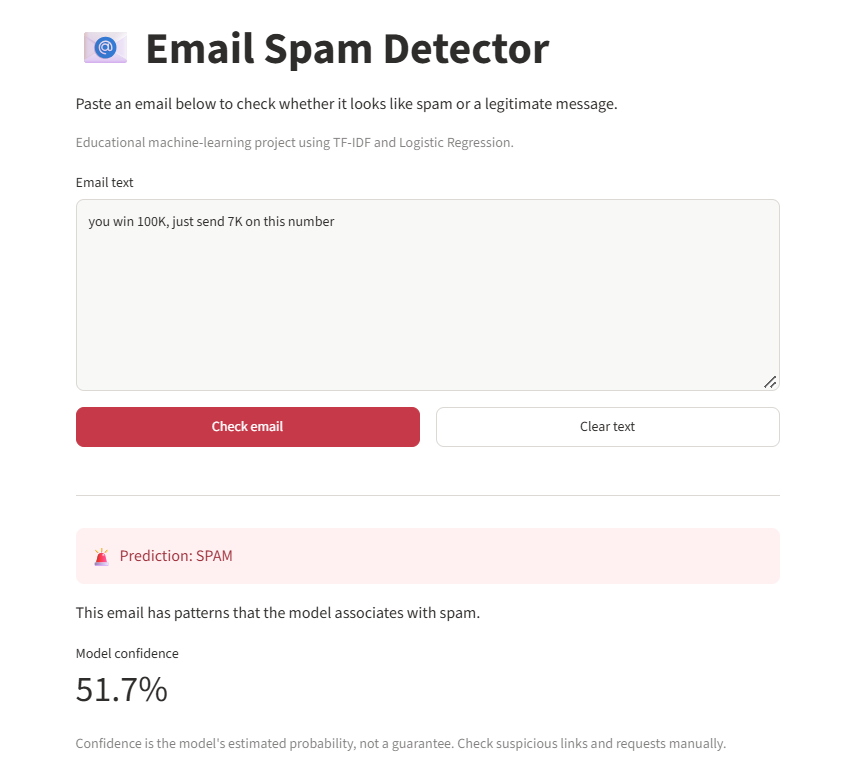 Email Spam Detector
Paste an email below to check whether it looks like spam or a legitimate message.
Educational machine-learning project using TF-IDF and Logistic Regression.
Email text
you win 100K, just send 7K on this number
Check email
Clear text
Prediction: SPAM
This email has patterns that the model associates with spam.
Model confidence
51.7%
Confidence is the model's estimated probability, not a guarantee. Check suspicious links and requests manually.